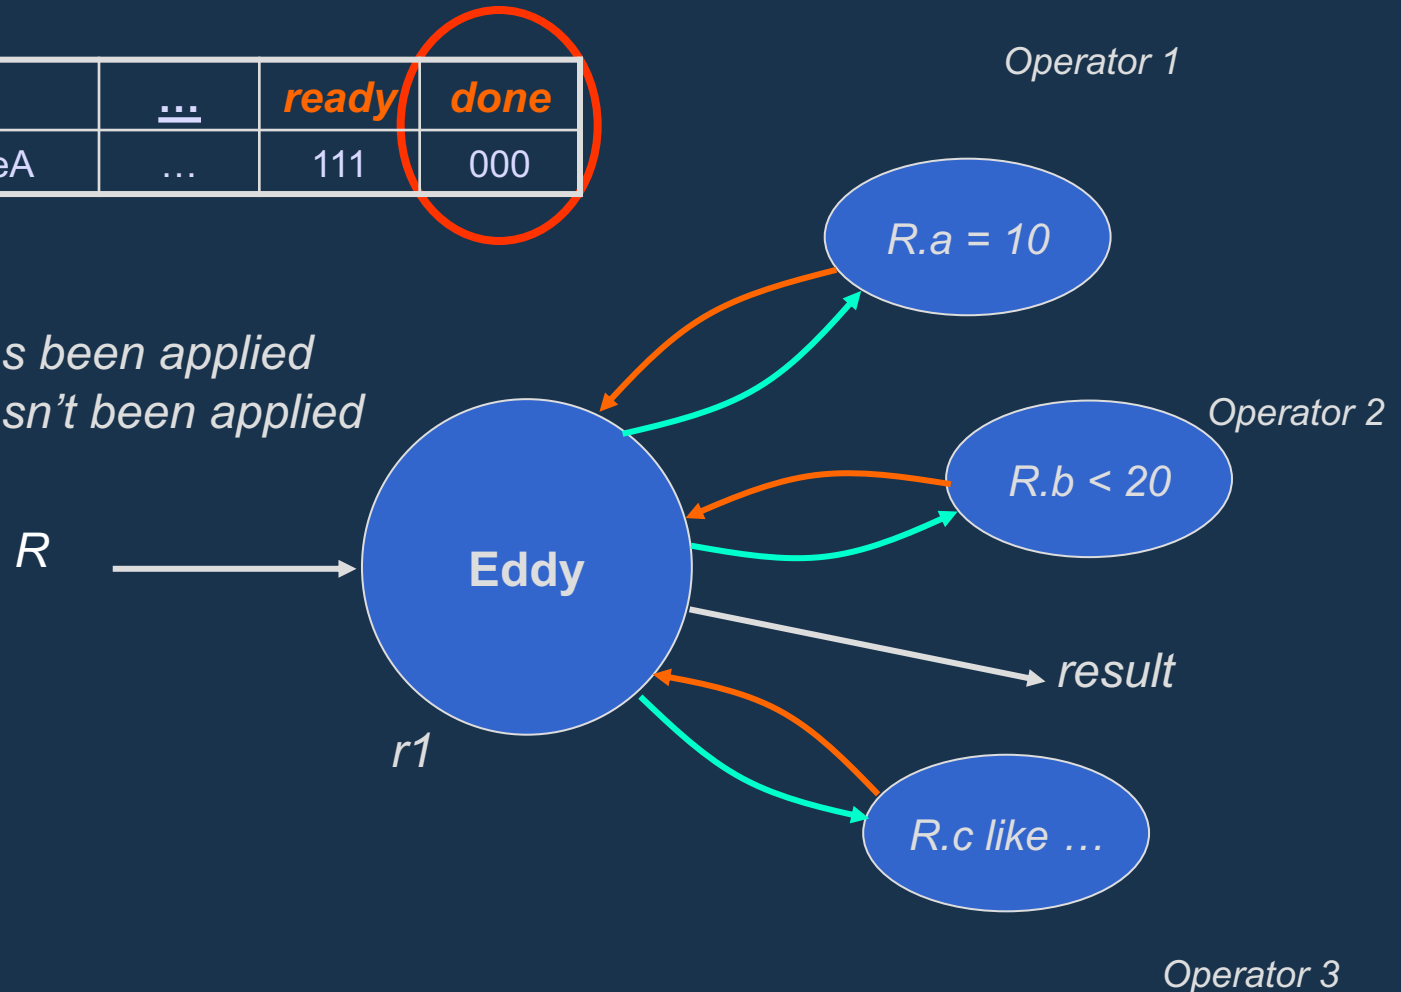 Operator 1
… ready done
eA … 111 000
R.a = 10
s been applied
sn’t been applied
Operator 2
R.b < 20
R
Eddy
result
r1
R.c like …
Operator 3